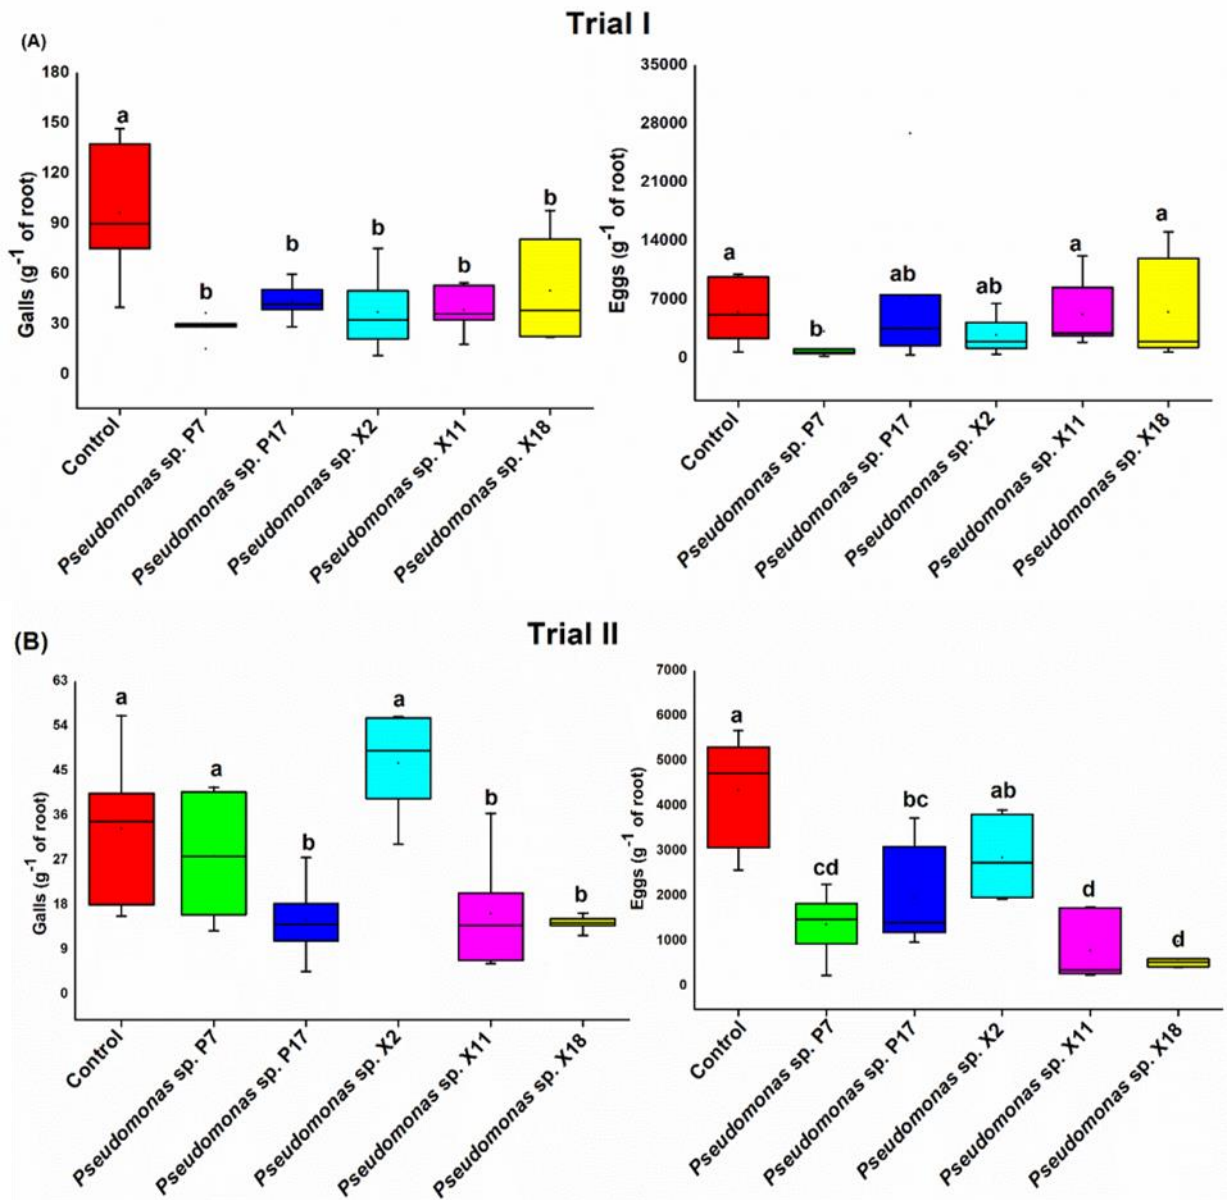 Trial I
(A)
Galls (g-1 of root)
180
150
120
90
60
30
0
a
b
b
b
b
b
Control
Pseudomonas sp. P7
Pseudomonas sp. P17
Pseudomonas sp. X2
Pseudomonas sp. X11
Pseudomonas sp. X18
Eggs (g-1 of root)
35000
28000
21000
14000
7000
0
a
b
ab
ab
a
a
Control
Pseudomonas sp. P7
Pseudomonas sp. P17
Pseudomonas sp. X2
Pseudomonas sp. X11
Pseudomonas sp. X18
Trial II
(B)
Galls (g-1 of root)
63
54
45
36
27
18
9
0
a
a
b
a
b
b
Control
Pseudomonas sp. P7
Pseudomonas sp. P17
Pseudomonas sp. X2
Pseudomonas sp. X11
Pseudomonas sp. X18
Eggs (g-1 of root)
7000
6000
5000
4000
3000
2000
1000
0
a
cd
bc
ab
d
d
Control
Pseudomonas sp. P7
Pseudomonas sp. P17
Pseudomonas sp. X2
Pseudomonas sp. X11
Pseudomonas sp. X18